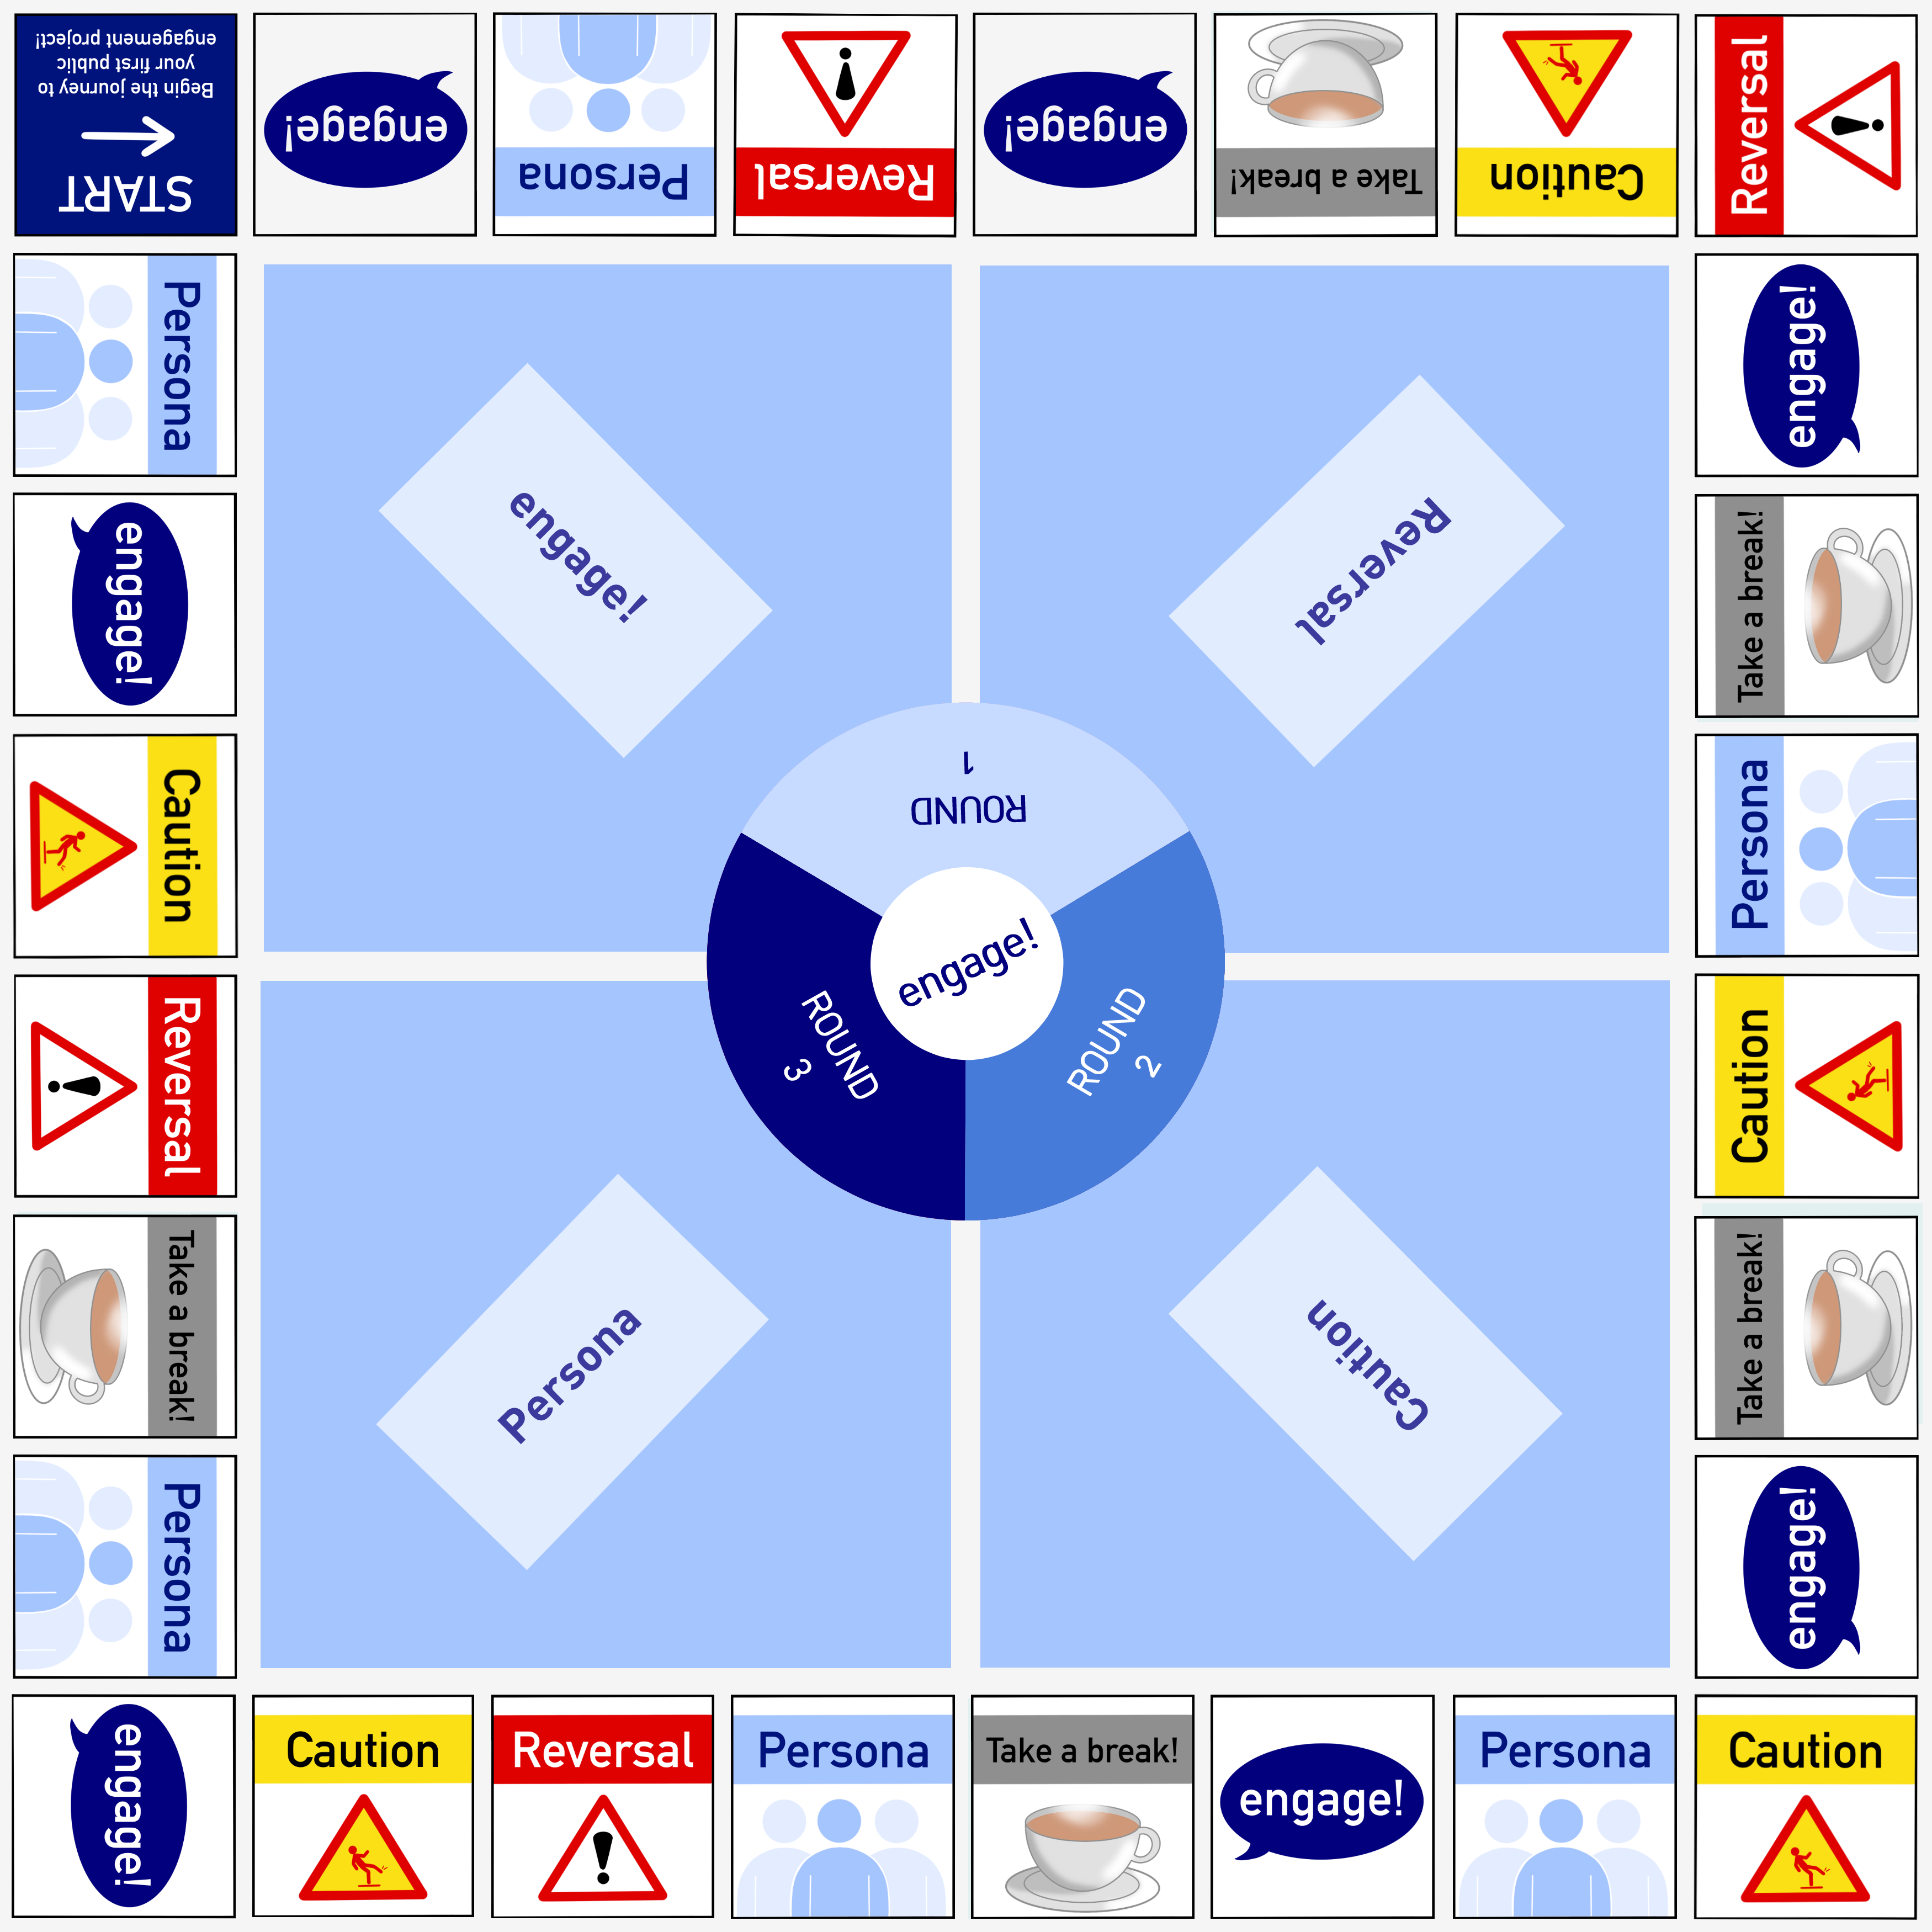 START
Begin the journey to
your first public
engagement project!
engage!
Persona
Reversal
engage!
Take a break!
Caution
Reversal
engage!
Take a break!
Persona
Caution
Take a break!
engage!
Caution
Persona
engage!
Take a break!
Persona
Reversal
Caution
engage!
Persona
Take a break!
Reversal
Caution
engage!
Persona
engage!
Reversal
Persona
Caution
ROUND
1
ROUND
2
ROUND
3
engage!